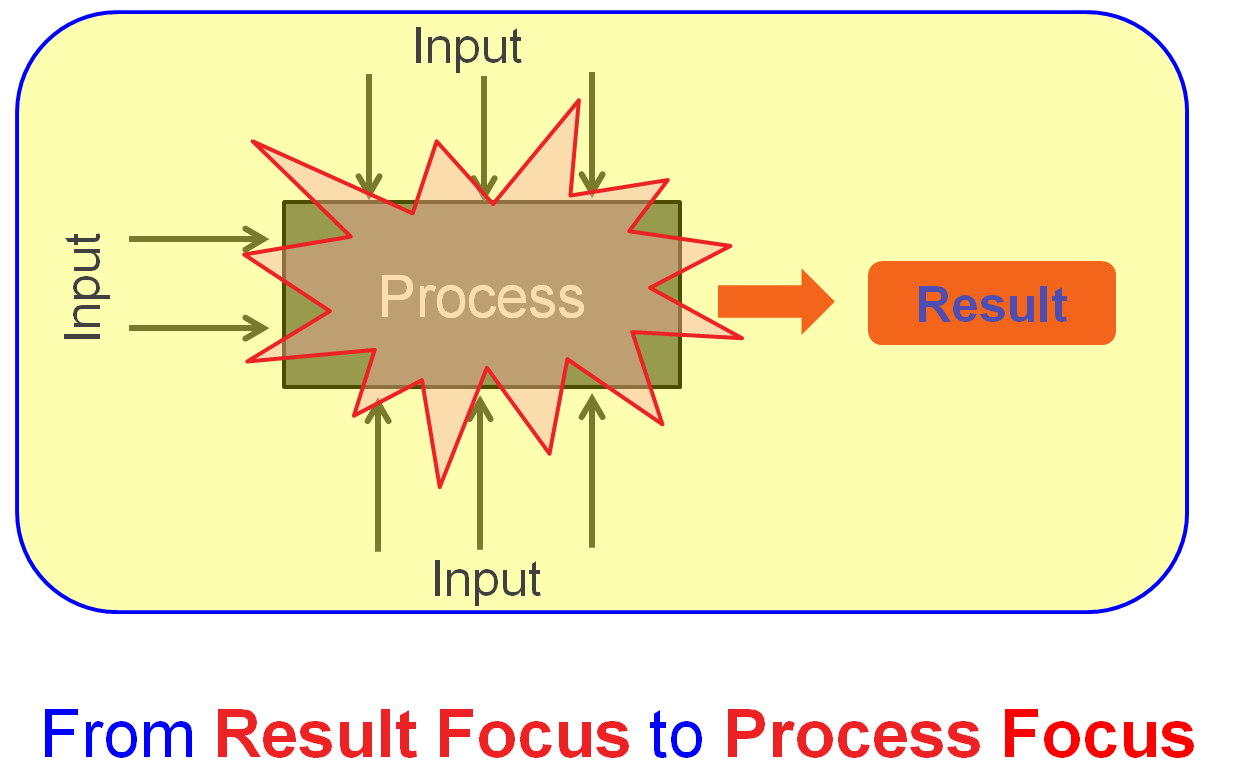 Input
Input
Process
Result
Input
From Result Focus to Process Focus